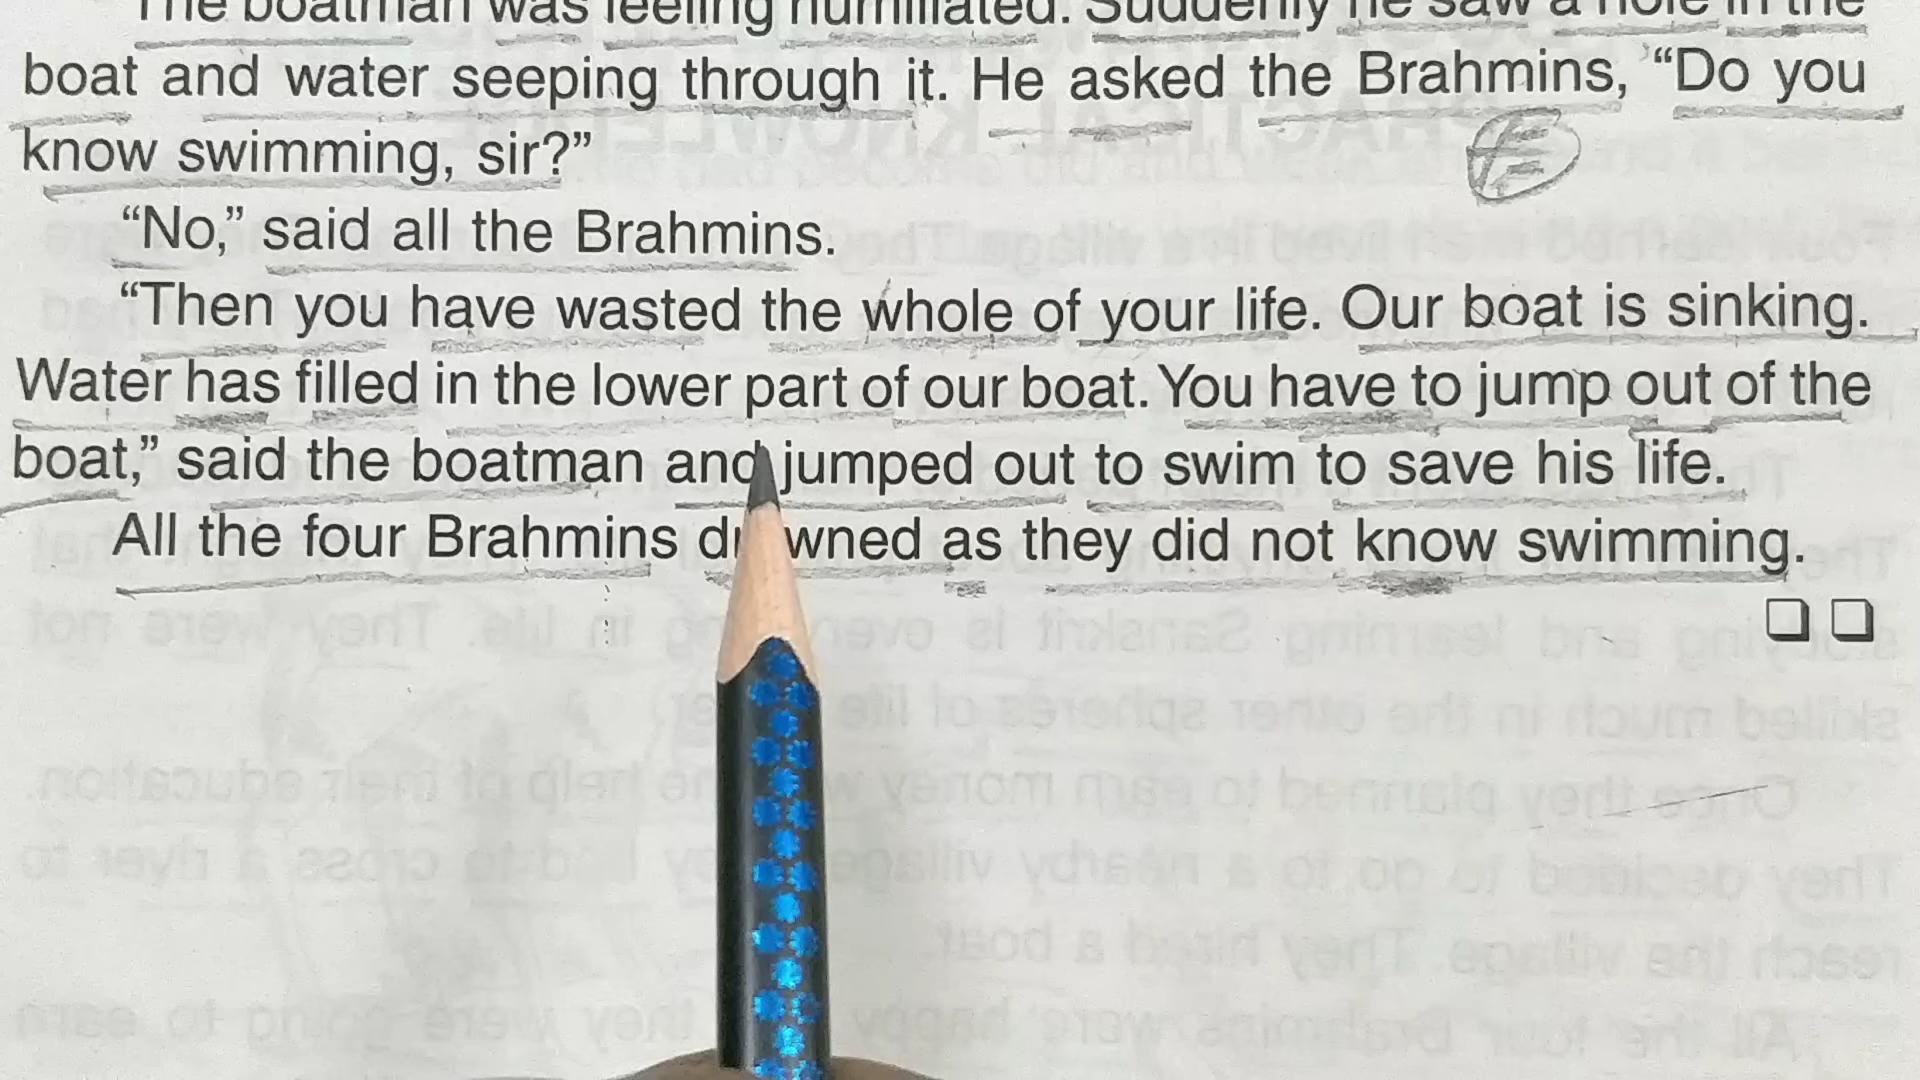 The boatman was feeling humiliated. Suddenly he saw a hole in the
boat and water seeping through it. He asked the Brahmins, “Do you
know swimming, sir?”
“No,” said all the Brahmins.
“Then you have wasted the whole of your life. Our boat is sinking.
Water has filled in the lower part of our boat. You have to jump out of the
boat,” said the boatman and jumped out to swim to save his life.
All the four Brahmins drowned as they did not know swimming.